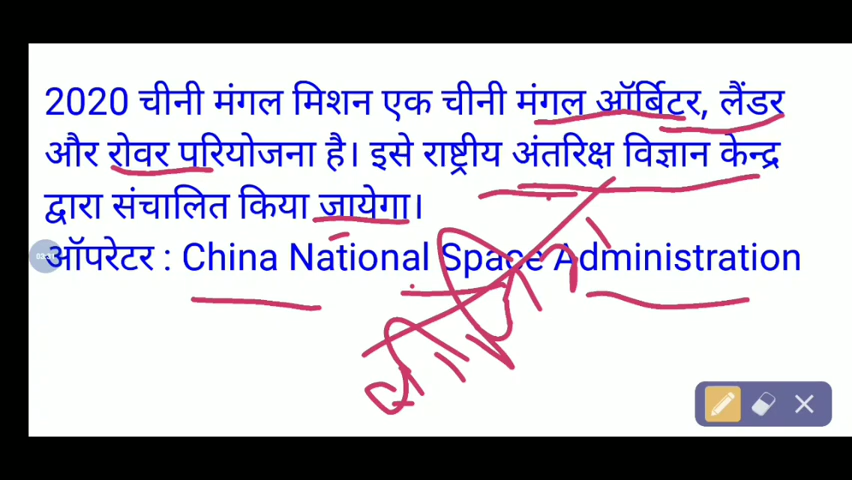 2020 चीनी मंगल मिशन एक चीनी मंगल ऑर्बिटर, लैंडर
और रोवर परियोजना है। इसे राष्ट्रीय अंतरिक्ष विज्ञान केन्द्र
द्वारा संचालित किया जायेगा।
ऑपरेटर : China National Space Administration